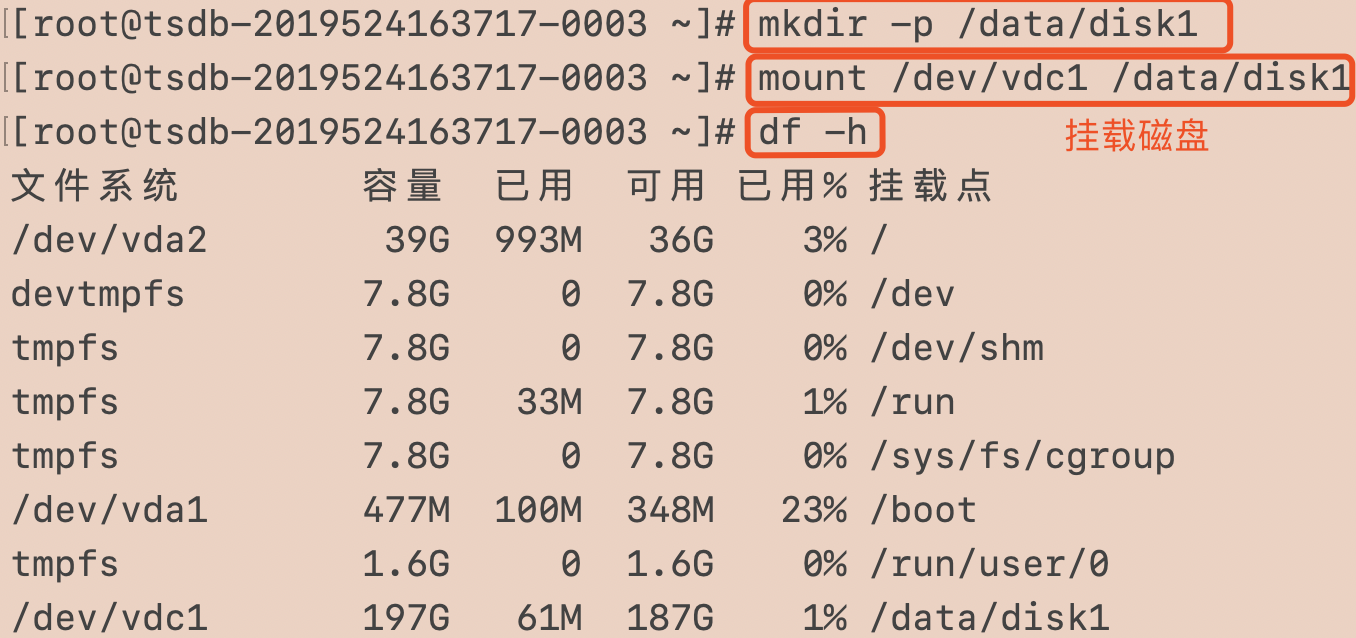 [[root@tsdb-2019524163717-0003 ~]# mkdir -p /data/disk1
[[root@tsdb-2019524163717-0003 ~]# mount /dev/vdc1 /data/disk1
[[root@tsdb-2019524163717-0003 ~]# df -h 挂载磁盘
文件系统 容量 已用 可用 已用% 挂载点
/dev/vda2 39G 993M 36G 3% /
devtmpfs 7.8G 0 7.8G 0% /dev
tmpfs 7.8G 0 7.8G 0% /dev/shm
tmpfs 7.8G 33M 7.8G 1% /run
tmpfs 7.8G 0 7.8G 0% /sys/fs/cgroup
/dev/vda1 477M 100M 348M 23% /boot
tmpfs 1.6G 0 1.6G 0% /run/user/0
/dev/vdc1 197G 61M 187G 1% /data/disk1